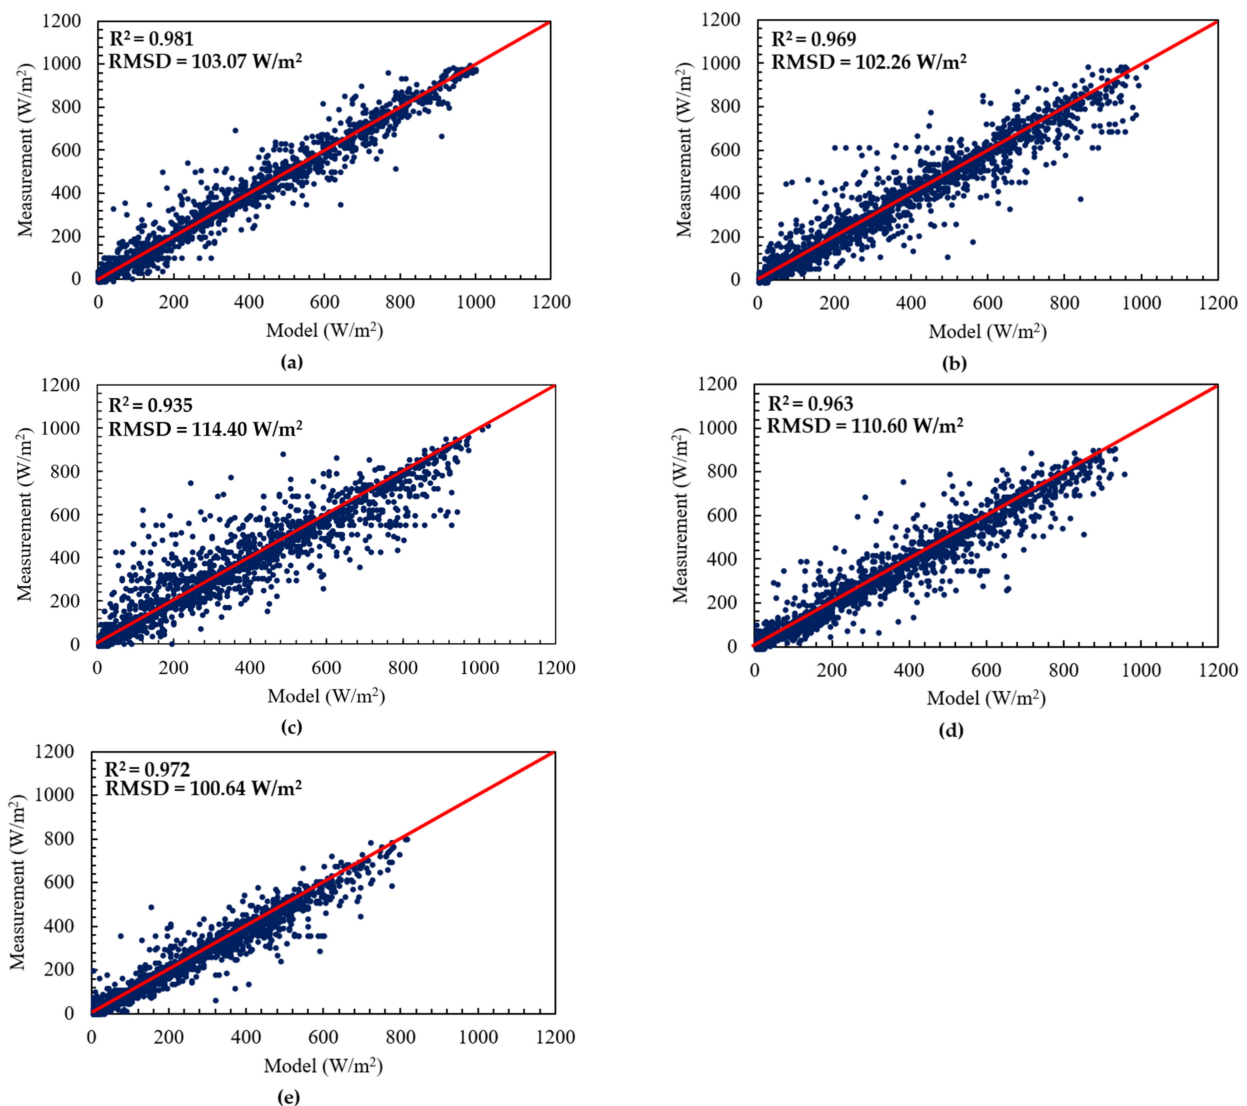 R² = 0.981
RMSD = 103.07 W/m²
Measurement (W/m²)
1200
1000
800
600
400
200
0
0 200 400 600 800 1000 1200
Model (W/m²)
(a)
R² = 0.969
RMSD = 102.26 W/m²
Measurement (W/m²)
1200
1000
800
600
400
200
0
0 200 400 600 800 1000 1200
Model (W/m²)
(b)
R² = 0.935
RMSD = 114.40 W/m²
Measurement (W/m²)
1200
1000
800
600
400
200
0
0 200 400 600 800 1000 1200
Model (W/m²)
(c)
R² = 0.963
RMSD = 110.60 W/m²
Measurement (W/m²)
1200
1000
800
600
400
200
0
0 200 400 600 800 1000 1200
Model (W/m²)
(d)
R² = 0.972
RMSD = 100.64 W/m²
Measurement (W/m²)
1200
1000
800
600
400
200
0
0 200 400 600 800 1000 1200
Model (W/m²)
(e)